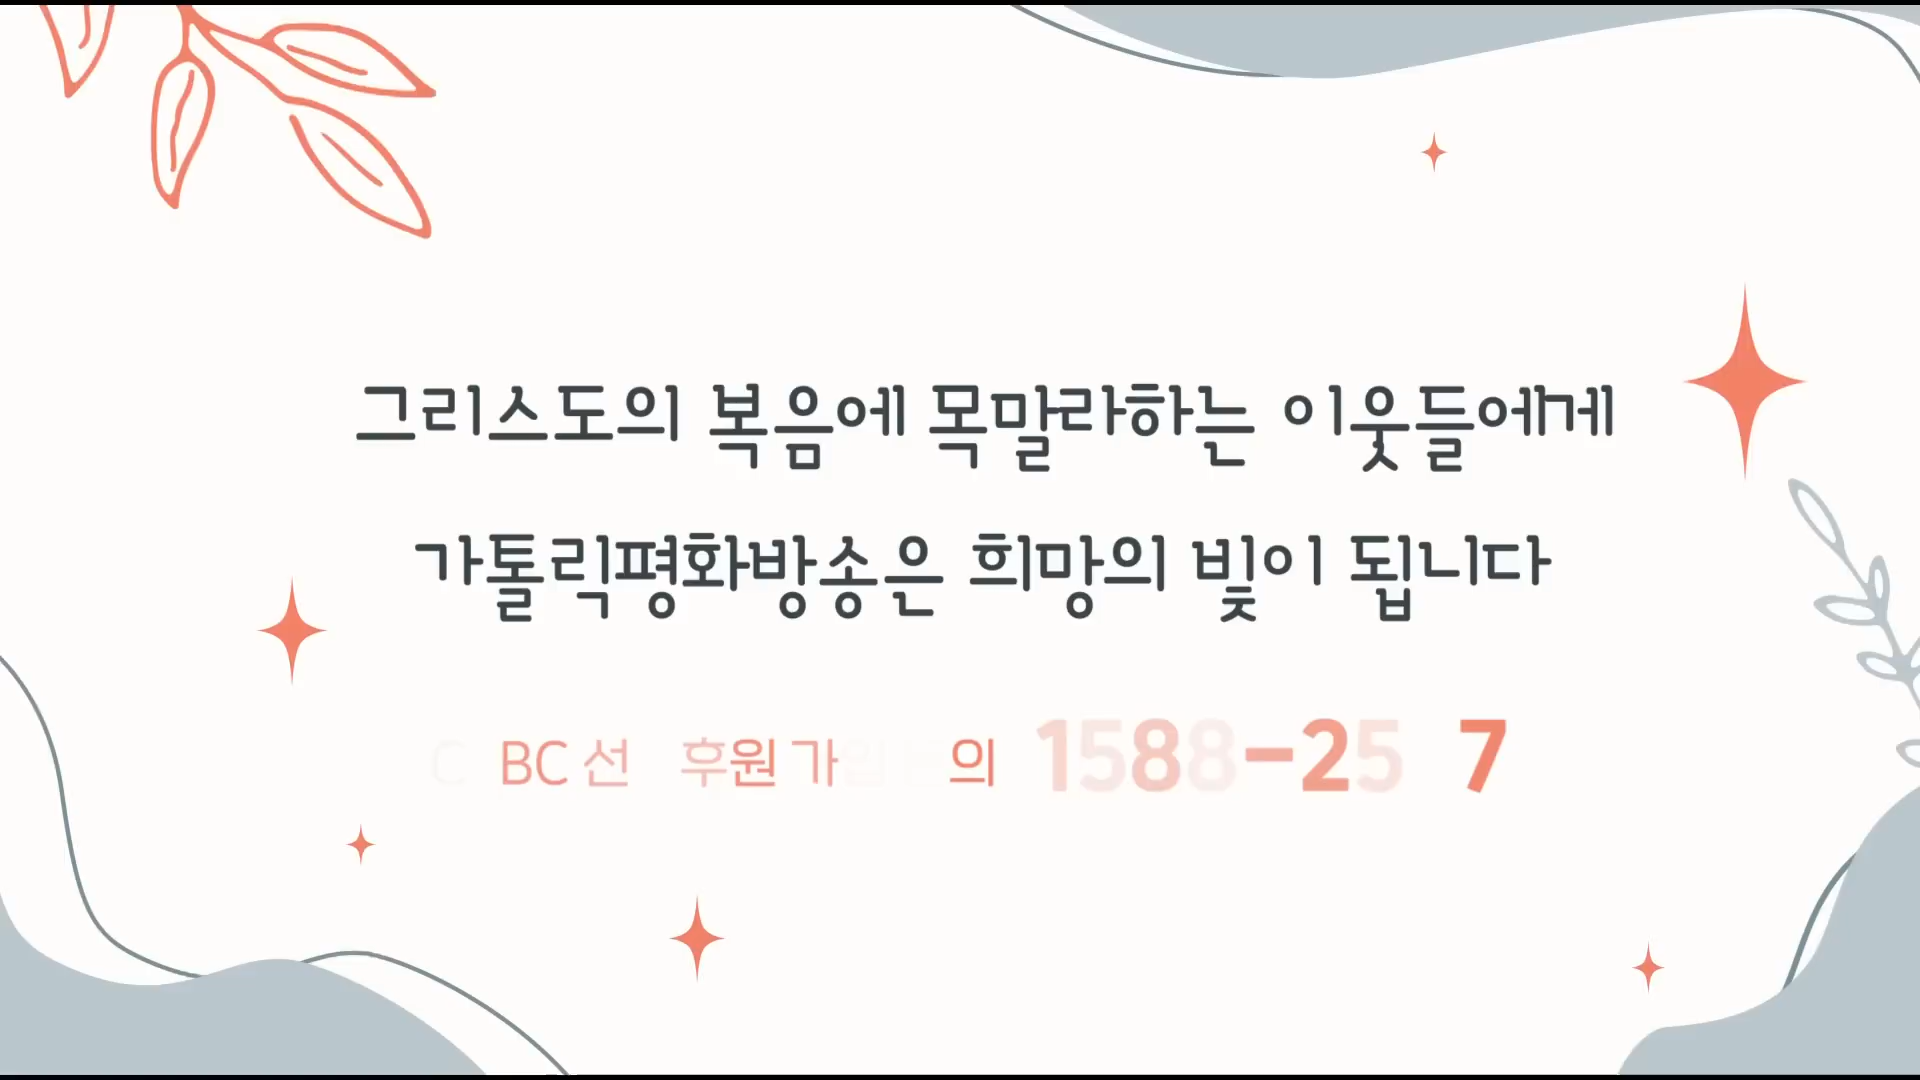 그리스도의 복음에 목말라하는 이웃들에게
가톨릭평화방송은 희망의 빛이 됩니다
BC 선 후원 가입 의 1588-25 7